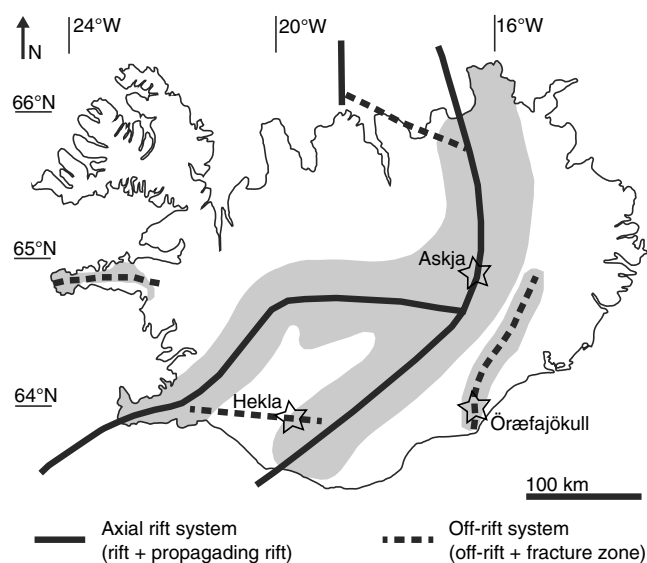 24°W 20°W 16°W
N
66°N
65°N
Askja
64°N
Hekla
Öræfajökull
100 km
Axial rift system
(rift + propagading rift)
Off-rift system
(off-rift + fracture zone)